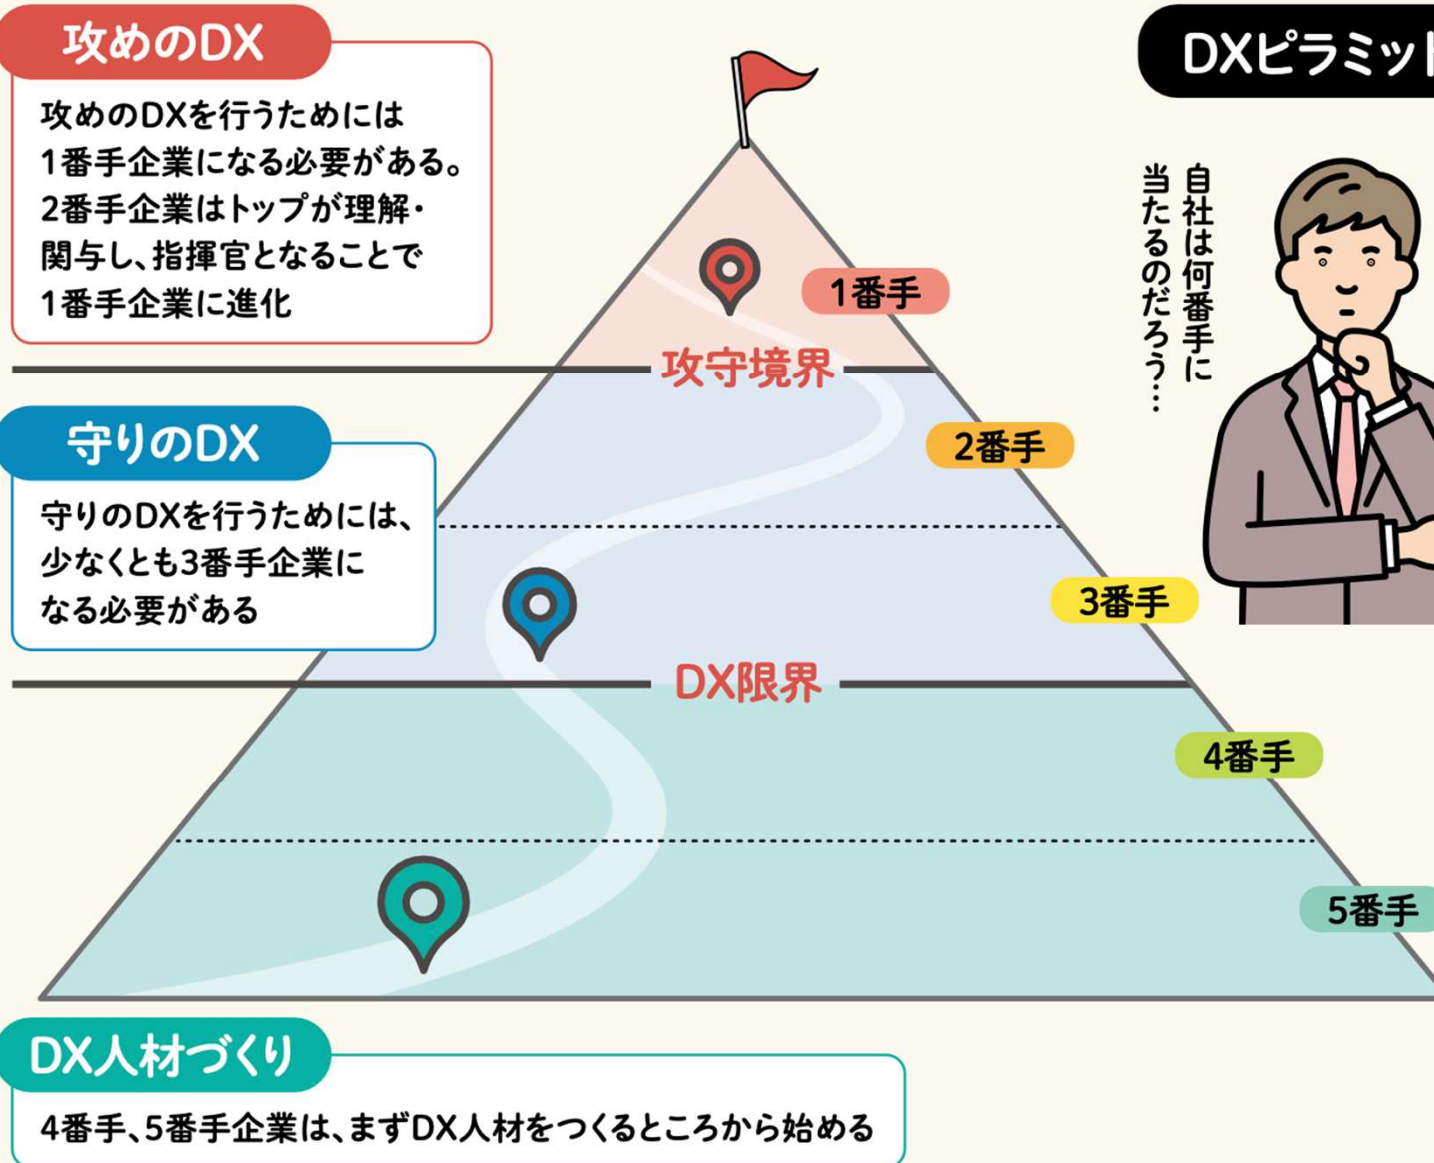 攻めのDX
攻めのDXを行うためには
1番手企業になる必要がある。
2番手企業はトップが理解・
関与し、指揮官となることで
1番手企業に進化
DXピラミッド
自社は何番手に
当たるのだろう…
1番手
攻守境界
守りのDX
守りのDXを行うためには、
少なくとも3番手企業に
なる必要がある
2番手
3番手
DX限界
4番手
5番手
DX人材づくり
4番手、5番手企業は、まずDX人材をつくるところから始める